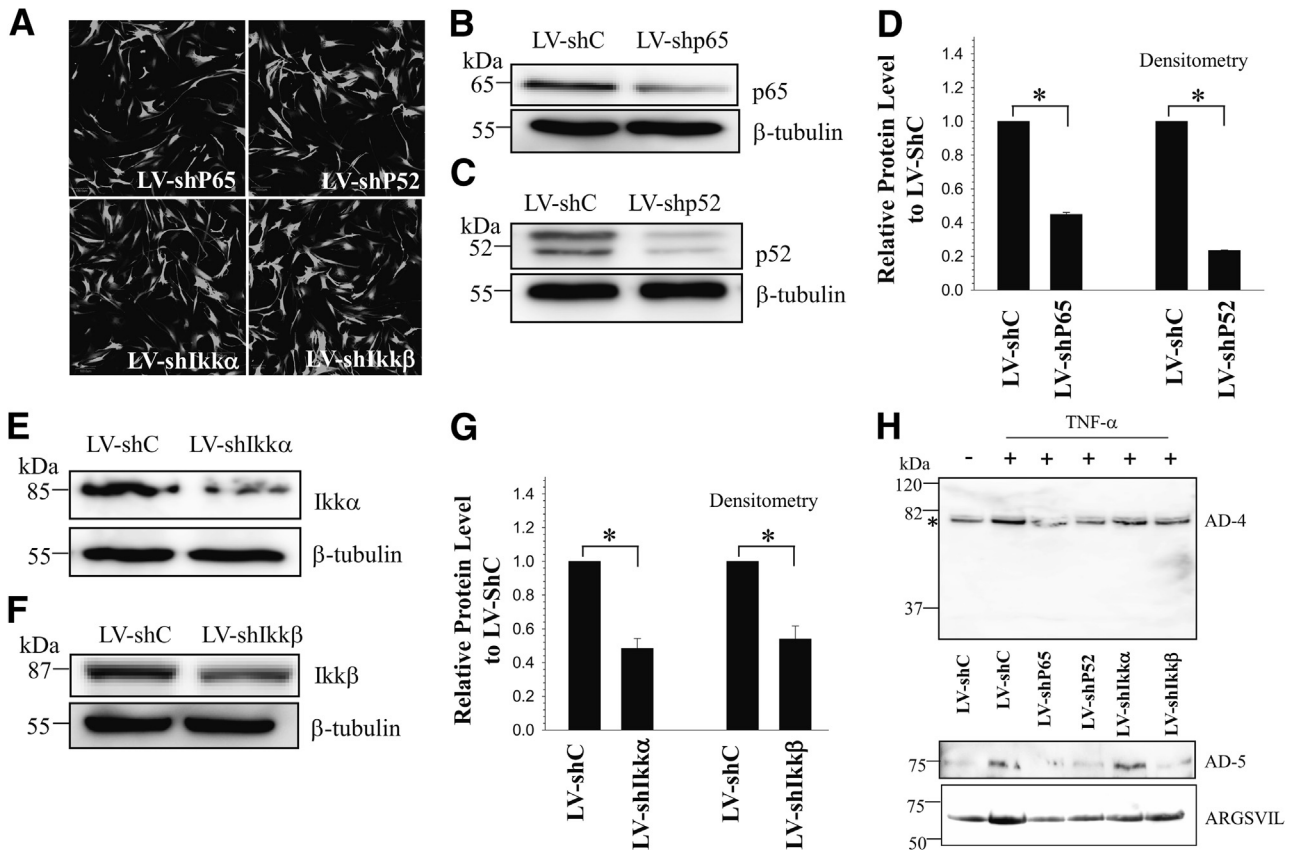 A
LV-shP65
LV-shP52
LV-shIkkα
LV-shIkkβ
B
LV-shC LV-shp65
kDa
65
p65
55
β-tubulin
C
LV-shC LV-shp52
kDa
52
p52
55
β-tubulin
D
Relative Protein Level
to LV-ShC
1.4
1.2
1.0
0.8
0.6
0.4
0.2
0.0
Densitometry
*
*
LV-shC
LV-shP65
LV-shC
LV-shP52
E
LV-shC LV-shIkkα
kDa
85
Ikkα
55
β-tubulin
F
LV-shC LV-shIkkβ
kDa
87
Ikkβ
55
β-tubulin
G
Relative Protein Level
to LV-ShC
1.4
1.2
1.0
0.8
0.6
0.4
0.2
0.0
Densitometry
*
*
LV-shC
LV-shIkkα
LV-shC
LV-shIkkβ
H
TNF-α
kDa
- + + + + +
120
82
*
AD-4
37
LV-shC
LV-shC
LV-shP65
LV-shP52
LV-shIkkα
LV-shIkkβ
75
AD-5
75
ARGSVIL
50